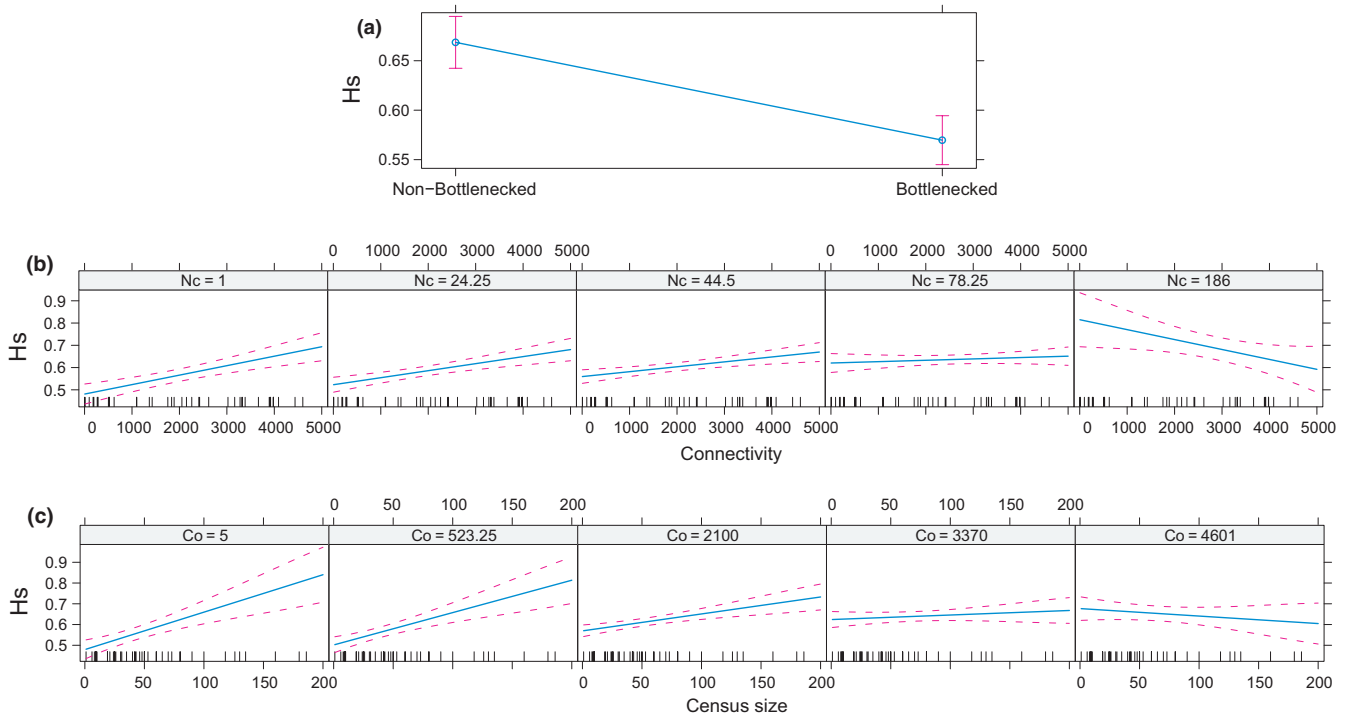 (a)
Hs
0.65
0.60
0.55
Non−Bottlenecked Bottlenecked
0 1000 2000 3000 4000 5000 0 1000 2000 3000 4000 5000
(b)
Nc = 1 Nc = 24.25 Nc = 44.5 Nc = 78.25 Nc = 186
Hs
0.9
0.8
0.7
0.6
0.5
0 1000 2000 3000 4000 5000 0 1000 2000 3000 4000 5000 0 1000 2000 3000 4000 5000
Connectivity
0 50 100 150 200 0 50 100 150 200
(c)
Co = 5 Co = 523.25 Co = 2100 Co = 3370 Co = 4601
Hs
0.9
0.8
0.7
0.6
0.5
0 50 100 150 200 0 50 100 150 200 0 50 100 150 200
Census size